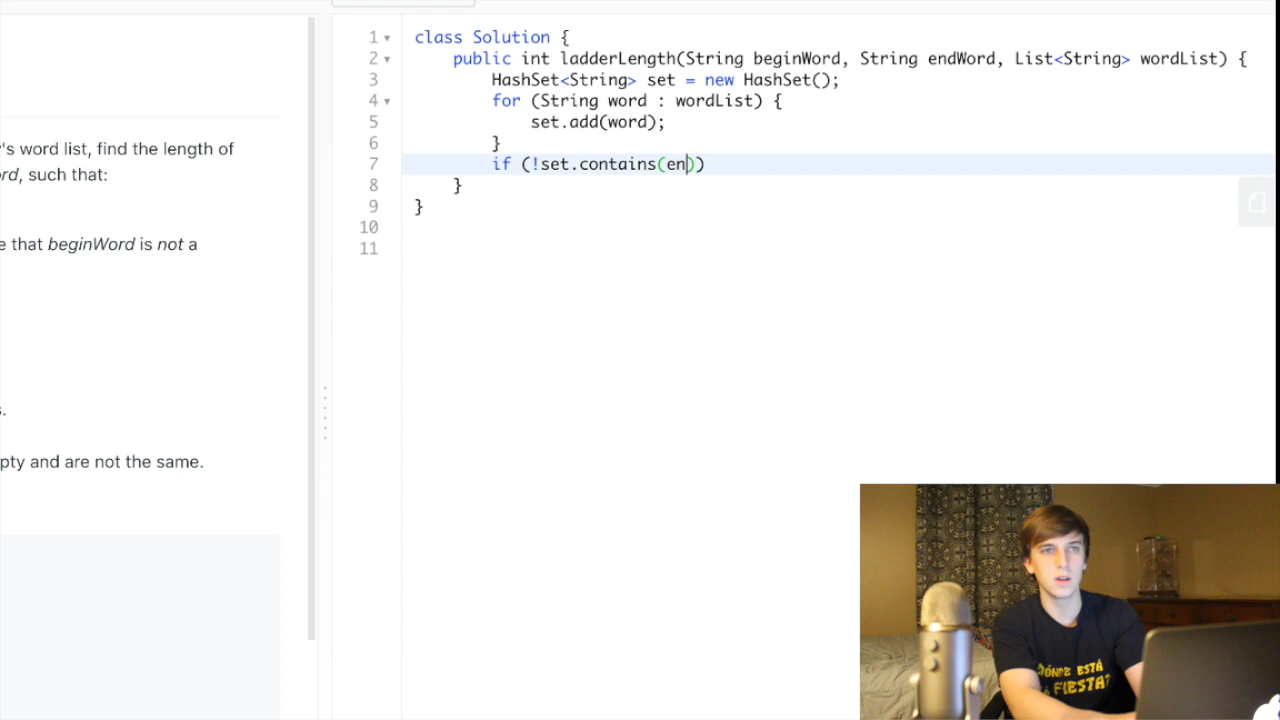 's word list, find the length of
rd, such that:
e that beginWord is not a
s.
pty and are not the same.
1 class Solution {
2 public int ladderLength(String beginWord, String endWord, List<String> wordList) {
3 HashSet<String> set = new HashSet();
4 for (String word : wordList) {
5 set.add(word);
6 }
7 if (!set.contains(en))
8 }
9 }
10
11
¿DÓNDE ESTÁ
LA FIESTA?